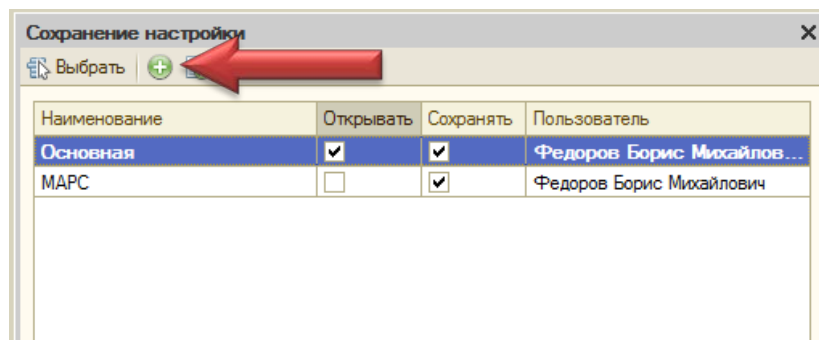 Сохранение настройки
Выбрать
Наименование Открывать Сохранять Пользователь
Основная Федоров Борис Михайлов...
МАРС Федоров Борис Михайлович